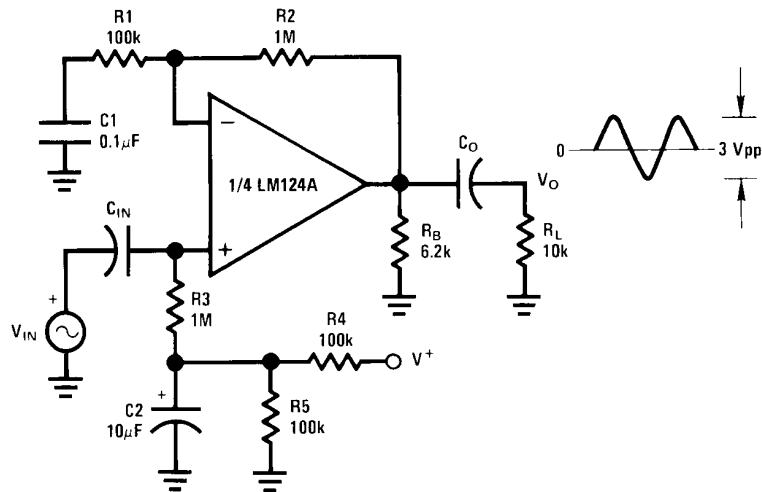 R1
100k
R2
1M
C1
0.1μF
−
1/4 LM124A
+
C_IN
V_IN
+
R3
1M
R4
100k
V⁺
+
C2
10μF
R5
100k
R_B
6.2k
C_O
V_O
R_L
10k
0
3 Vpp